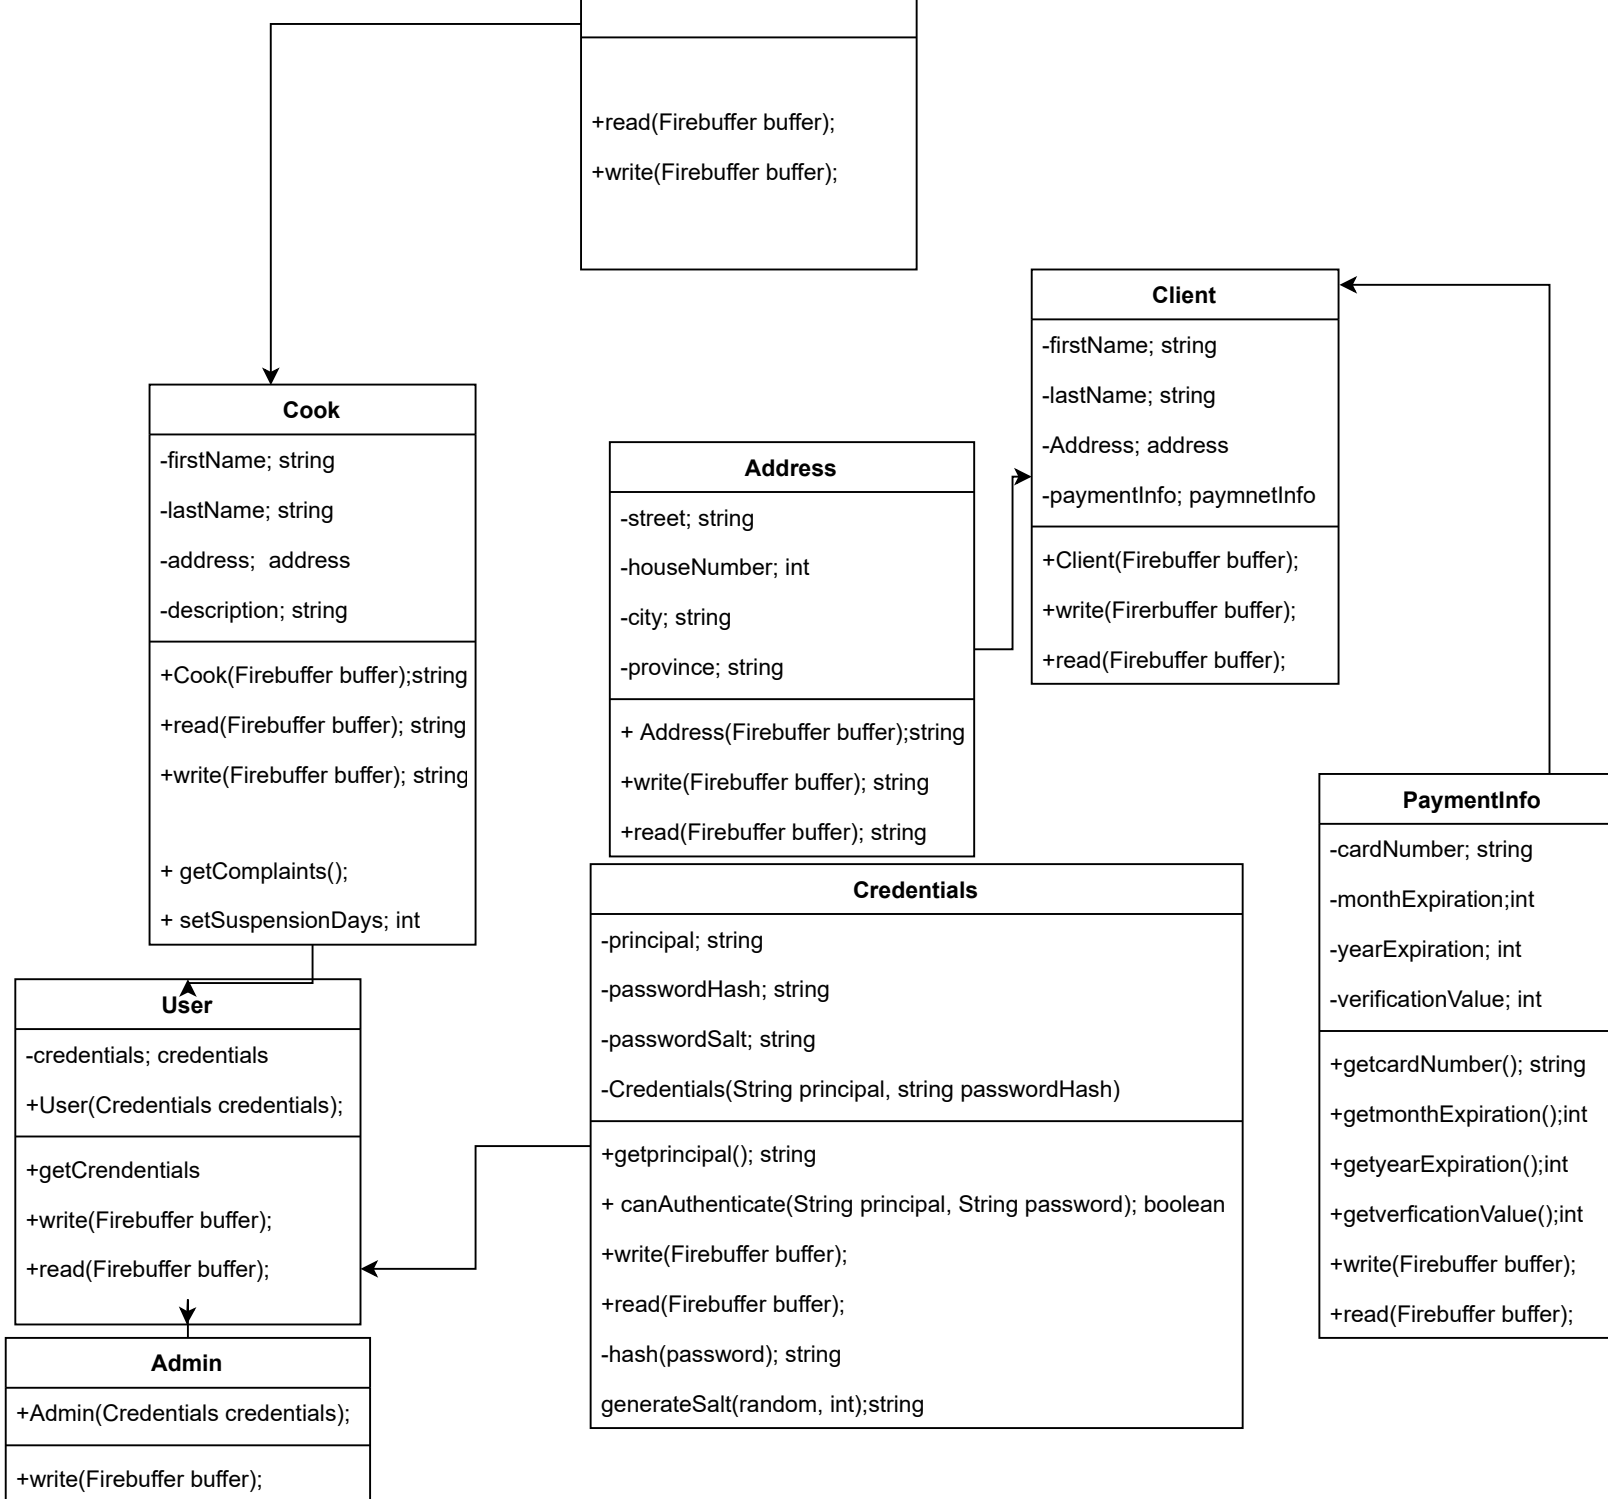 +read(Firebuffer buffer);
+write(Firebuffer buffer);
Client
-firstName; string
-lastName; string
-Address; address
-paymentInfo; paymnetInfo
+Client(Firebuffer buffer);
+write(Firerbuffer buffer);
+read(Firebuffer buffer);
Cook
-firstName; string
-lastName; string
-address;  address
-description; string
+Cook(Firebuffer buffer);string
+read(Firebuffer buffer); string
+write(Firebuffer buffer); string
+ getComplaints();
+ setSuspensionDays; int
Address
-street; string
-houseNumber; int
-city; string
-province; string
+ Address(Firebuffer buffer);string
+write(Firebuffer buffer); string
+read(Firebuffer buffer); string
PaymentInfo
-cardNumber; string
-monthExpiration;int
-yearExpiration; int
-verificationValue; int
+getcardNumber(); string
+getmonthExpiration();int
+getyearExpiration();int
+getverficationValue();int
+write(Firebuffer buffer);
+read(Firebuffer buffer);
Credentials
-principal; string
-passwordHash; string
-passwordSalt; string
-Credentials(String principal, string passwordHash)
+getprincipal(); string
+ canAuthenticate(String principal, String password); boolean
+write(Firebuffer buffer);
+read(Firebuffer buffer);
-hash(password); string
generateSalt(random, int);string
User
-credentials; credentials
+User(Credentials credentials);
+getCrendentials
+write(Firebuffer buffer);
+read(Firebuffer buffer);
Admin
+Admin(Credentials credentials);
+write(Firebuffer buffer);